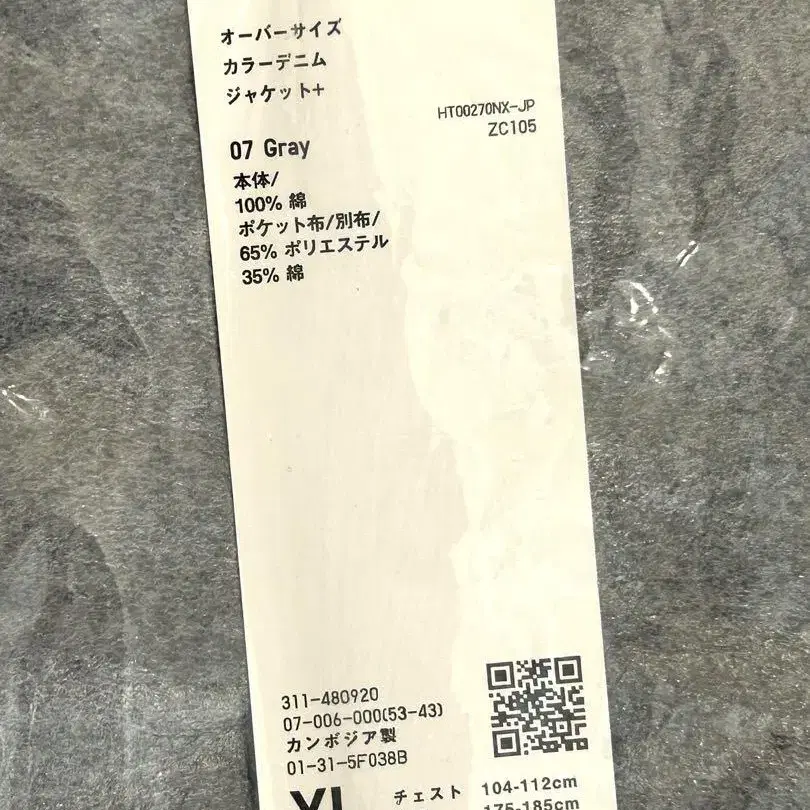 オーバーサイズ
カラーデニム
ジャケット+
HT00270NX-JP
ZC105
07 Gray
本体/
100% 綿
ポケット布/別布/
65% ポリエステル
35% 綿
311-480920
07-006-000(53-43)
カンボジア製
01-31-5F038B
XL
チェスト 104-112cm
175-185cm